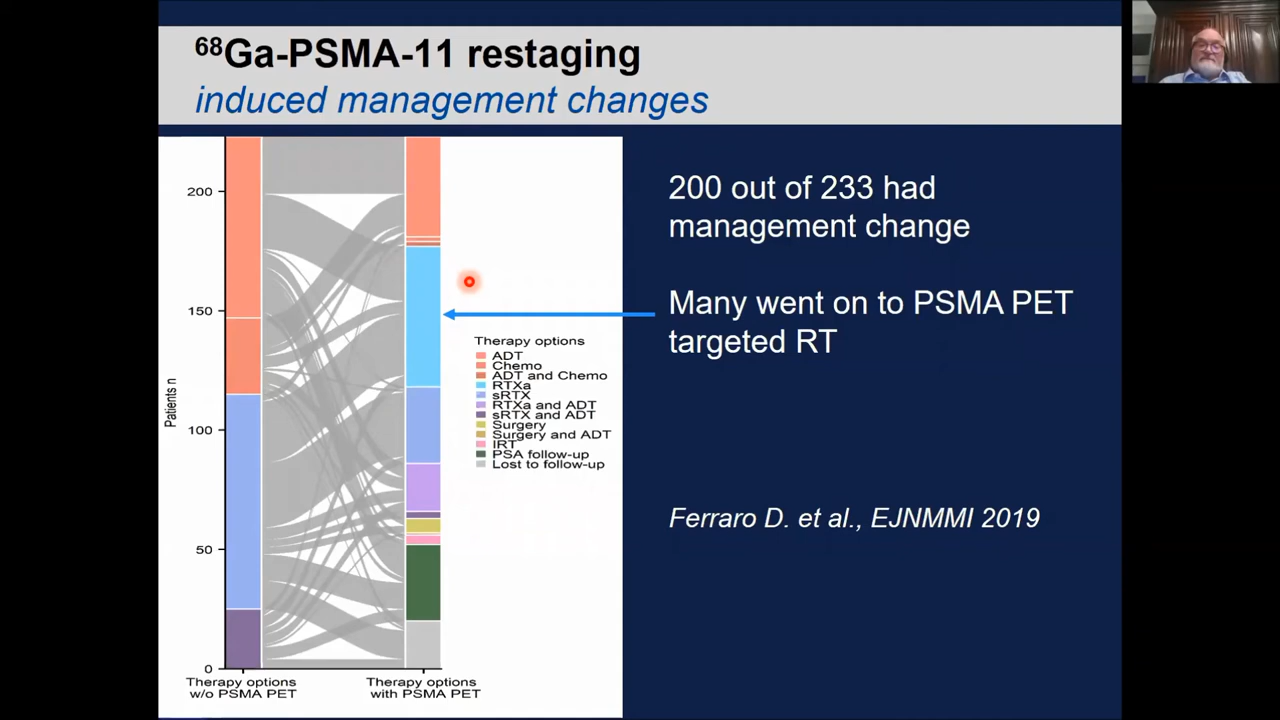 ⁶⁸Ga-PSMA-11 restaging
induced management changes
200 out of 233 had
management change
Many went on to PSMA PET
targeted RT
Ferraro D. et al., EJNMMI 2019
Patients n
200
150
100
50
0
Therapy options
w/o PSMA PET
Therapy options
with PSMA PET
Therapy options
ADT
Chemo
ADT and Chemo
RTXa
sRTX
RTXa and ADT
sRTX and ADT
Surgery
Surgery and ADT
IRT
PSA follow-up
Lost to follow-up